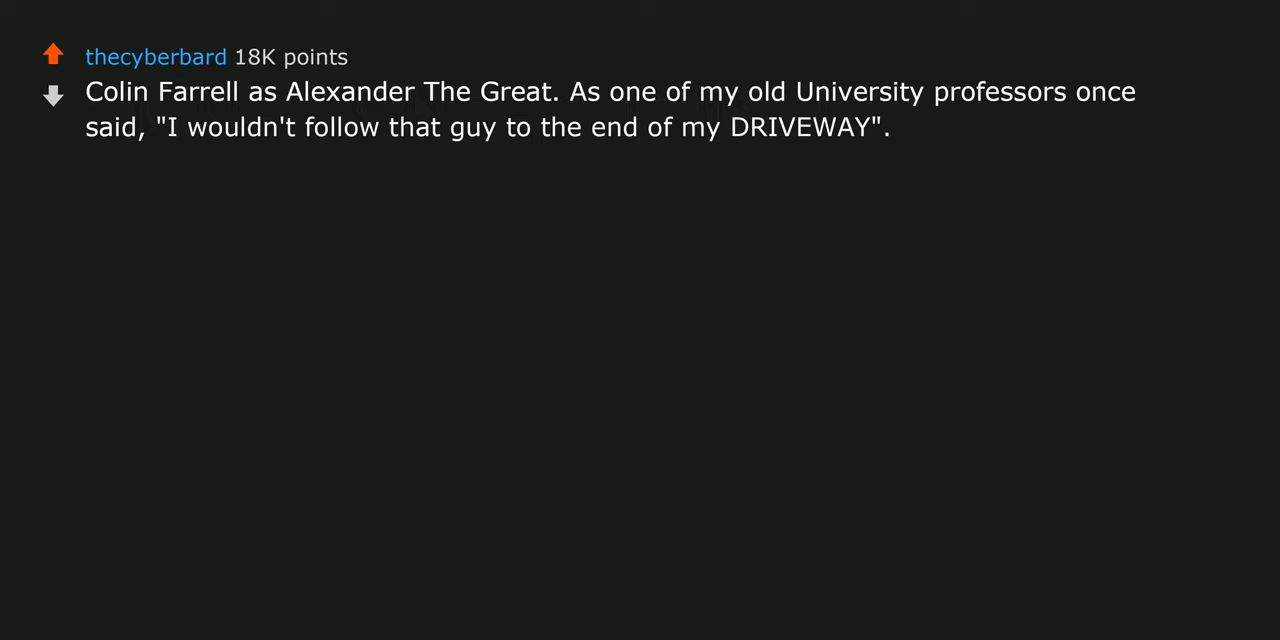 thecyberbard 18K points
Colin Farrell as Alexander The Great. As one of my old University professors once
said, "I wouldn't follow that guy to the end of my DRIVEWAY".